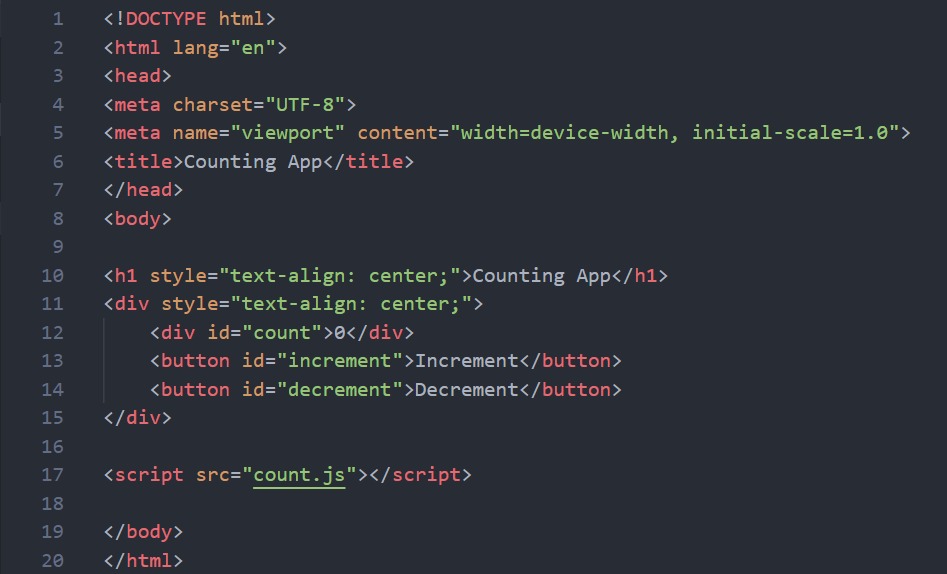 1 <!DOCTYPE html>
2 <html lang="en">
3 <head>
4 <meta charset="UTF-8">
5 <meta name="viewport" content="width=device-width, initial-scale=1.0">
6 <title>Counting App</title>
7 </head>
8 <body>
9
10 <h1 style="text-align: center;">Counting App</h1>
11 <div style="text-align: center;">
12     <div id="count">0</div>
13     <button id="increment">Increment</button>
14     <button id="decrement">Decrement</button>
15 </div>
16
17 <script src="count.js"></script>
18
19 </body>
20 </html>